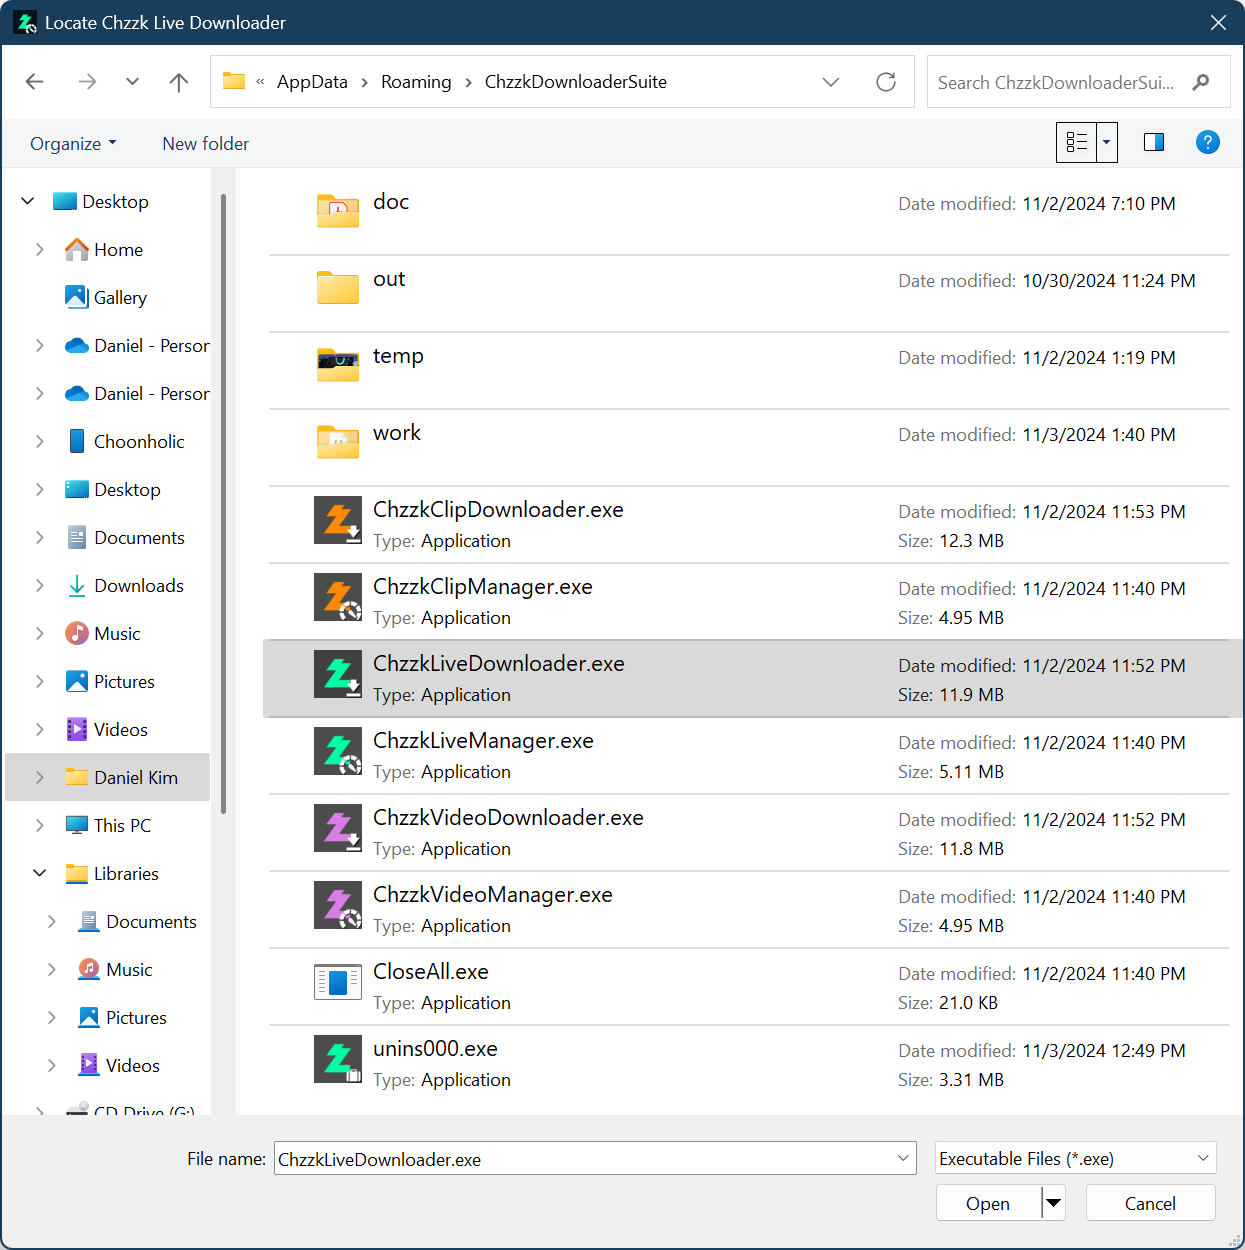 Locate Chzzk Live Downloader
« AppData › Roaming › ChzzkDownloaderSuite
Search ChzzkDownloaderSui...
Organize
New folder
?
Desktop
Home
Gallery
Daniel - Person
Daniel - Person
Choonholic
Desktop
Documents
Downloads
Music
Pictures
Videos
Daniel Kim
This PC
Libraries
Documents
Music
Pictures
Videos
CD Drive (G:)
doc
Date modified: 11/2/2024 7:10 PM
out
Date modified: 10/30/2024 11:24 PM
temp
Date modified: 11/2/2024 1:19 PM
work
Date modified: 11/3/2024 1:40 PM
ChzzkClipDownloader.exe
Date modified: 11/2/2024 11:53 PM
Type: Application
Size: 12.3 MB
ChzzkClipManager.exe
Date modified: 11/2/2024 11:40 PM
Type: Application
Size: 4.95 MB
ChzzkLiveDownloader.exe
Date modified: 11/2/2024 11:52 PM
Type: Application
Size: 11.9 MB
ChzzkLiveManager.exe
Date modified: 11/2/2024 11:40 PM
Type: Application
Size: 5.11 MB
ChzzkVideoDownloader.exe
Date modified: 11/2/2024 11:52 PM
Type: Application
Size: 11.8 MB
ChzzkVideoManager.exe
Date modified: 11/2/2024 11:40 PM
Type: Application
Size: 4.95 MB
CloseAll.exe
Date modified: 11/2/2024 11:40 PM
Type: Application
Size: 21.0 KB
unins000.exe
Date modified: 11/3/2024 12:49 PM
Type: Application
Size: 3.31 MB
File name: ChzzkLiveDownloader.exe
Executable Files (*.exe)
Open
Cancel